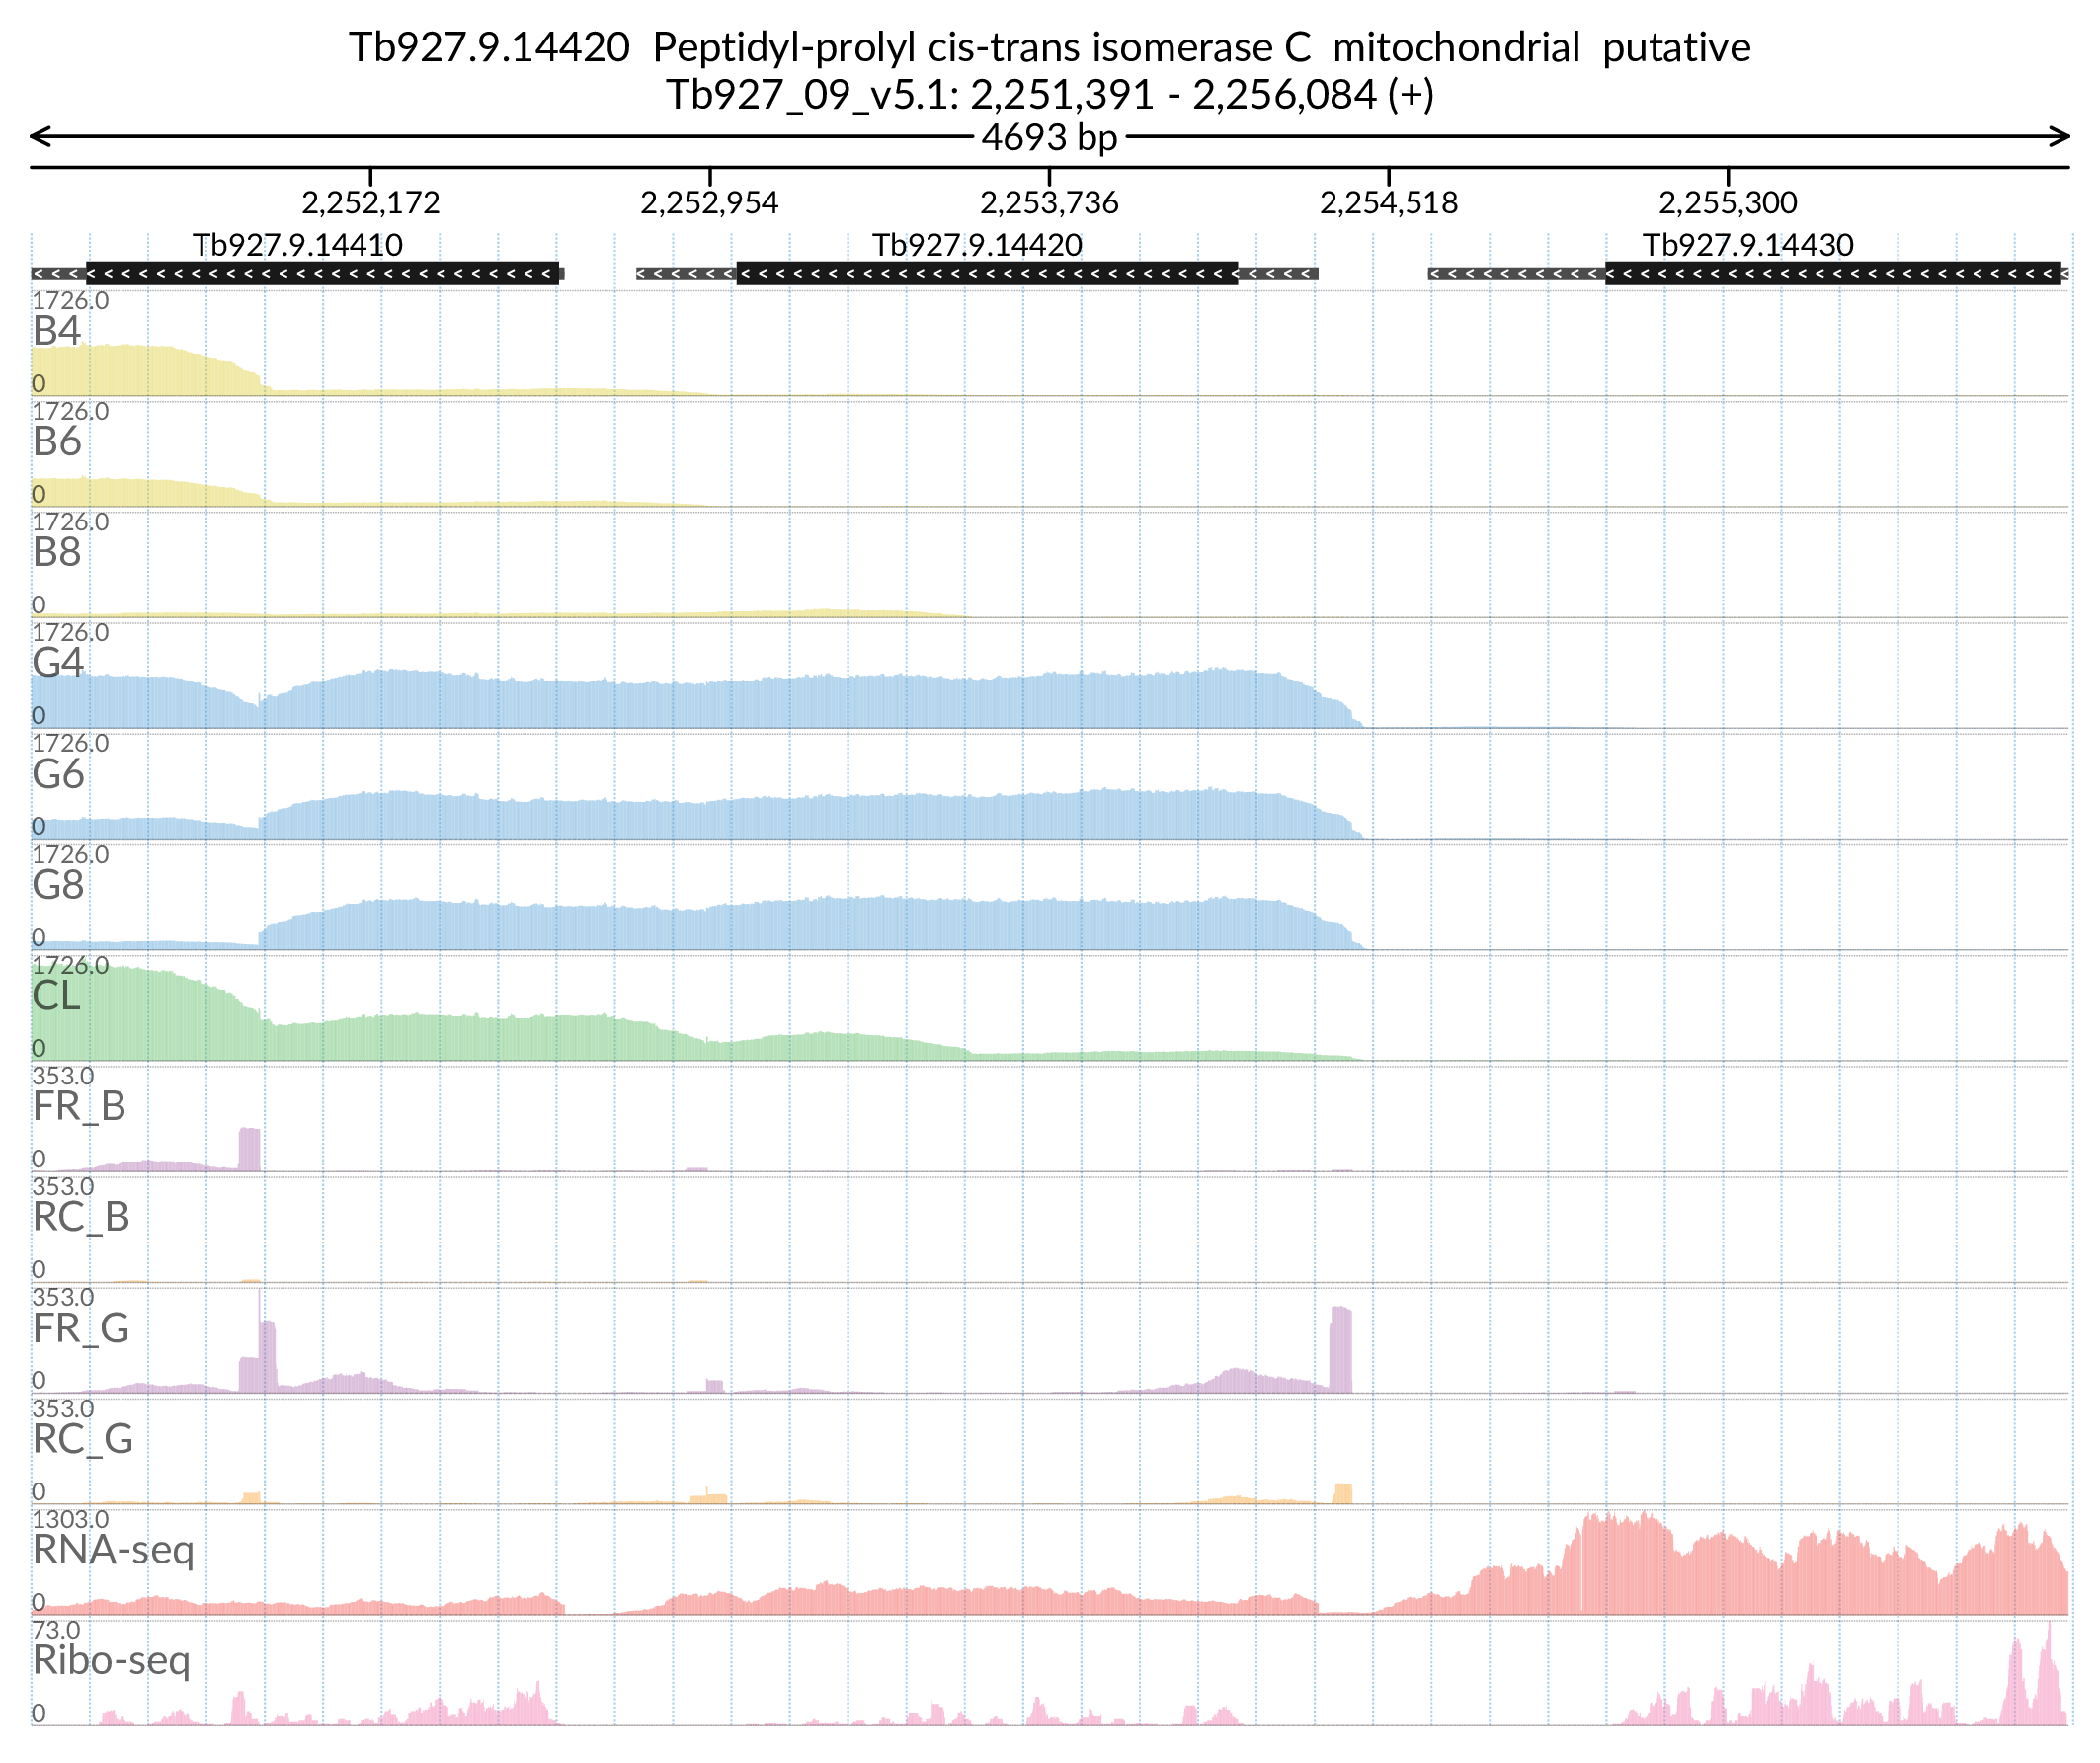 Tb927.9.14420 Peptidyl-prolyl cis-trans isomerase C mitochondrial putative
Tb927_09_v5.1: 2,251,391 - 2,256,084 (+)
4693 bp
2,252,172 2,252,954 2,253,736 2,254,518 2,255,300
Tb927.9.14410 Tb927.9.14420 Tb927.9.14430
1726.0
B4
0
1726.0
B6
0
1726.0
B8
0
1726.0
G4
0
1726.0
G6
0
1726.0
G8
0
1726.0
CL
0
353.0
FR_B
0
353.0
RC_B
0
353.0
FR_G
0
353.0
RC_G
0
1303.0
RNA-seq
0
73.0
Ribo-seq
0